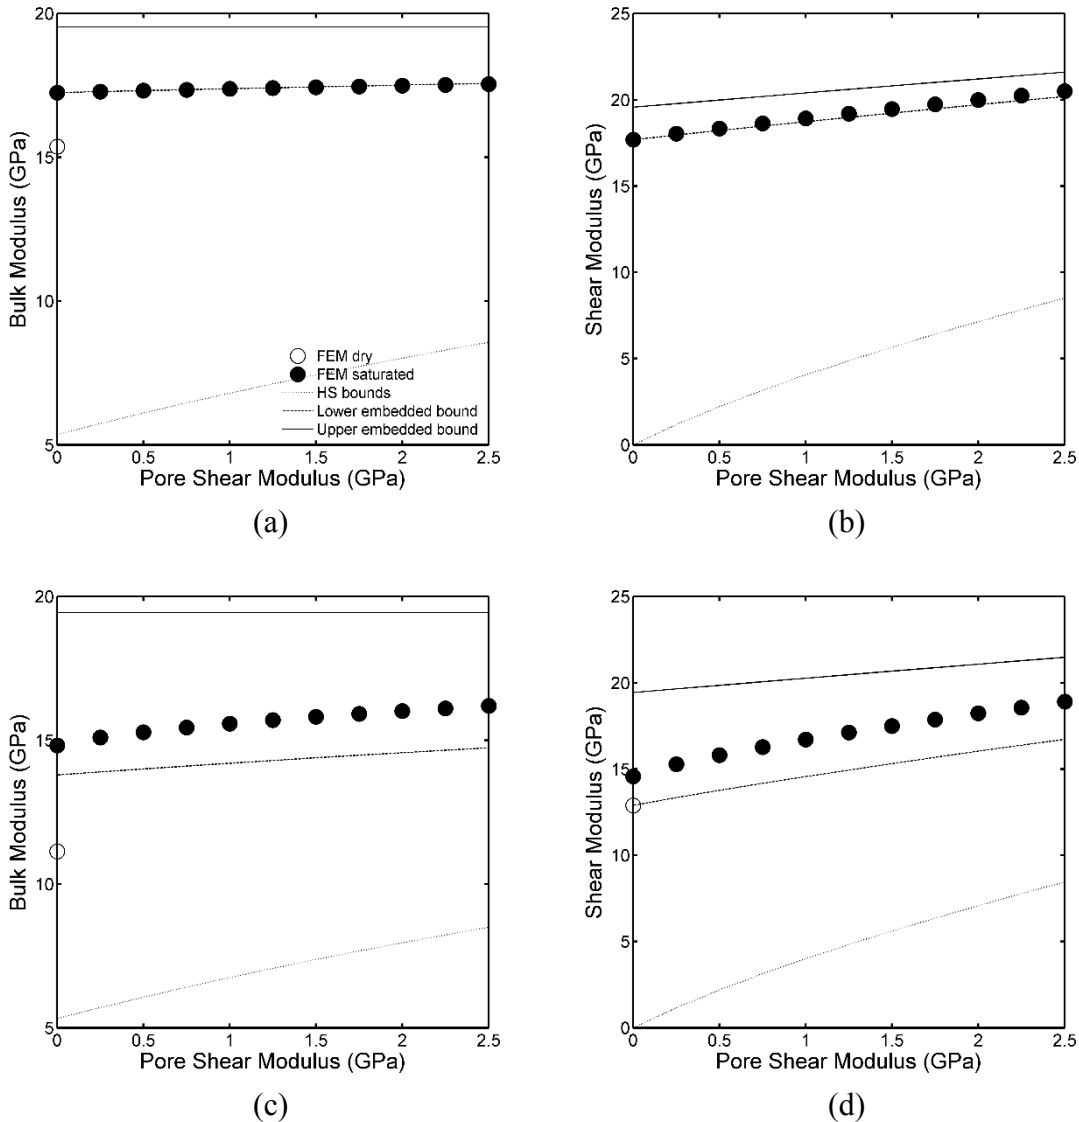 20
15
10
5
Bulk Modulus (GPa)
FEM dry
FEM saturated
HS bounds
Lower embedded bound
Upper embedded bound
0 0.5 1 1.5 2 2.5
Pore Shear Modulus (GPa)
(a)
25
20
15
10
5
0
Shear Modulus (GPa)
0 0.5 1 1.5 2 2.5
Pore Shear Modulus (GPa)
(b)
20
15
10
5
Bulk Modulus (GPa)
0 0.5 1 1.5 2 2.5
Pore Shear Modulus (GPa)
(c)
25
20
15
10
5
0
Shear Modulus (GPa)
0 0.5 1 1.5 2 2.5
Pore Shear Modulus (GPa)
(d)